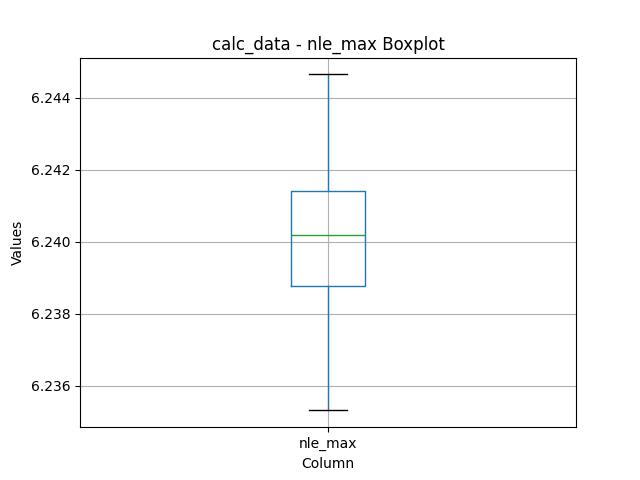 calc_data - nle_max Boxplot
6.244
6.242
6.240
6.238
6.236
Values
nle_max
Column